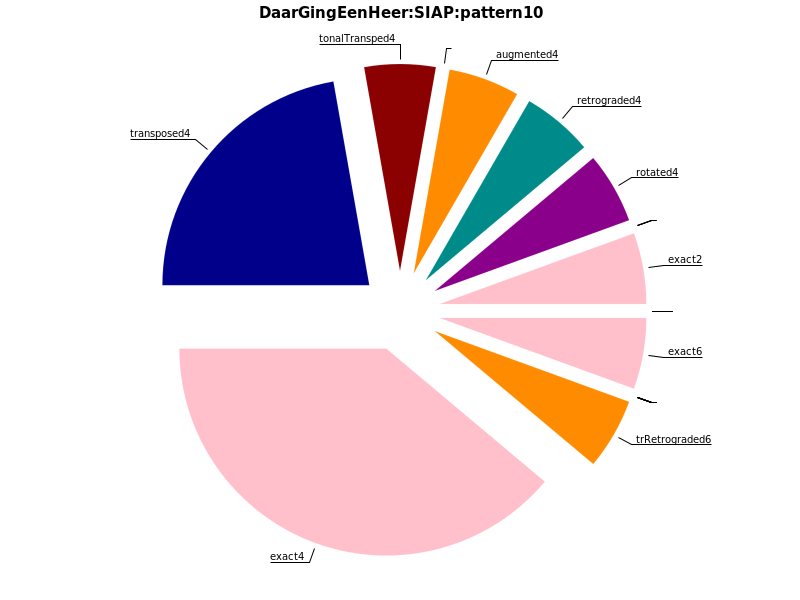 DaarGingEenHeer:SIAP:pattern10
tonalTransped4
augmented4
retrograded4
transposed4
rotated4
exact2
exact6
trRetrograded6
exact4